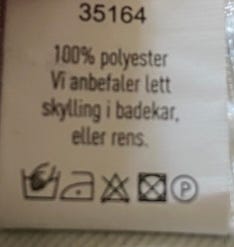 35164
100% polyester
Vi anbefaler lett
skylling i badekar,
eller rens.
P